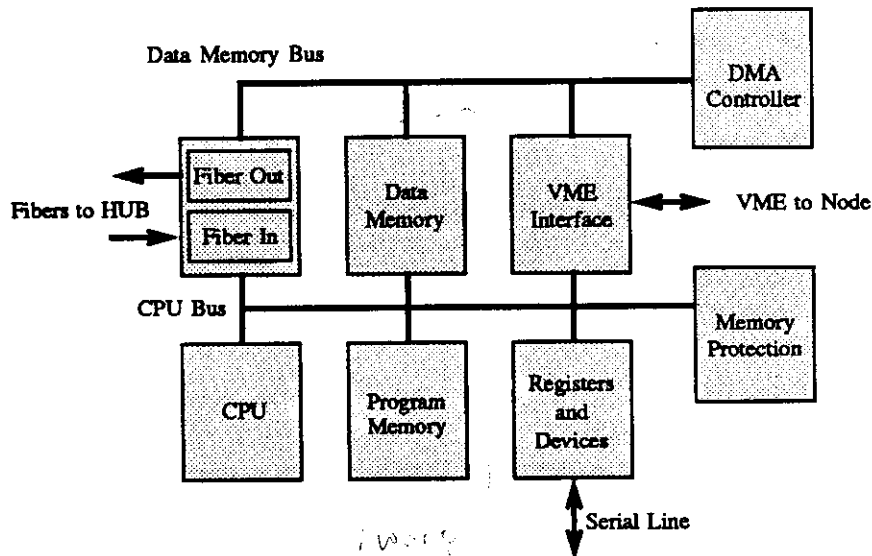 Data Memory Bus
DMA
Controller
Fiber Out
Fibers to HUB
Fiber In
Data
Memory
VME
Interface
VME to Node
CPU Bus
Memory
Protection
CPU
Program
Memory
Registers
and
Devices
Serial Line